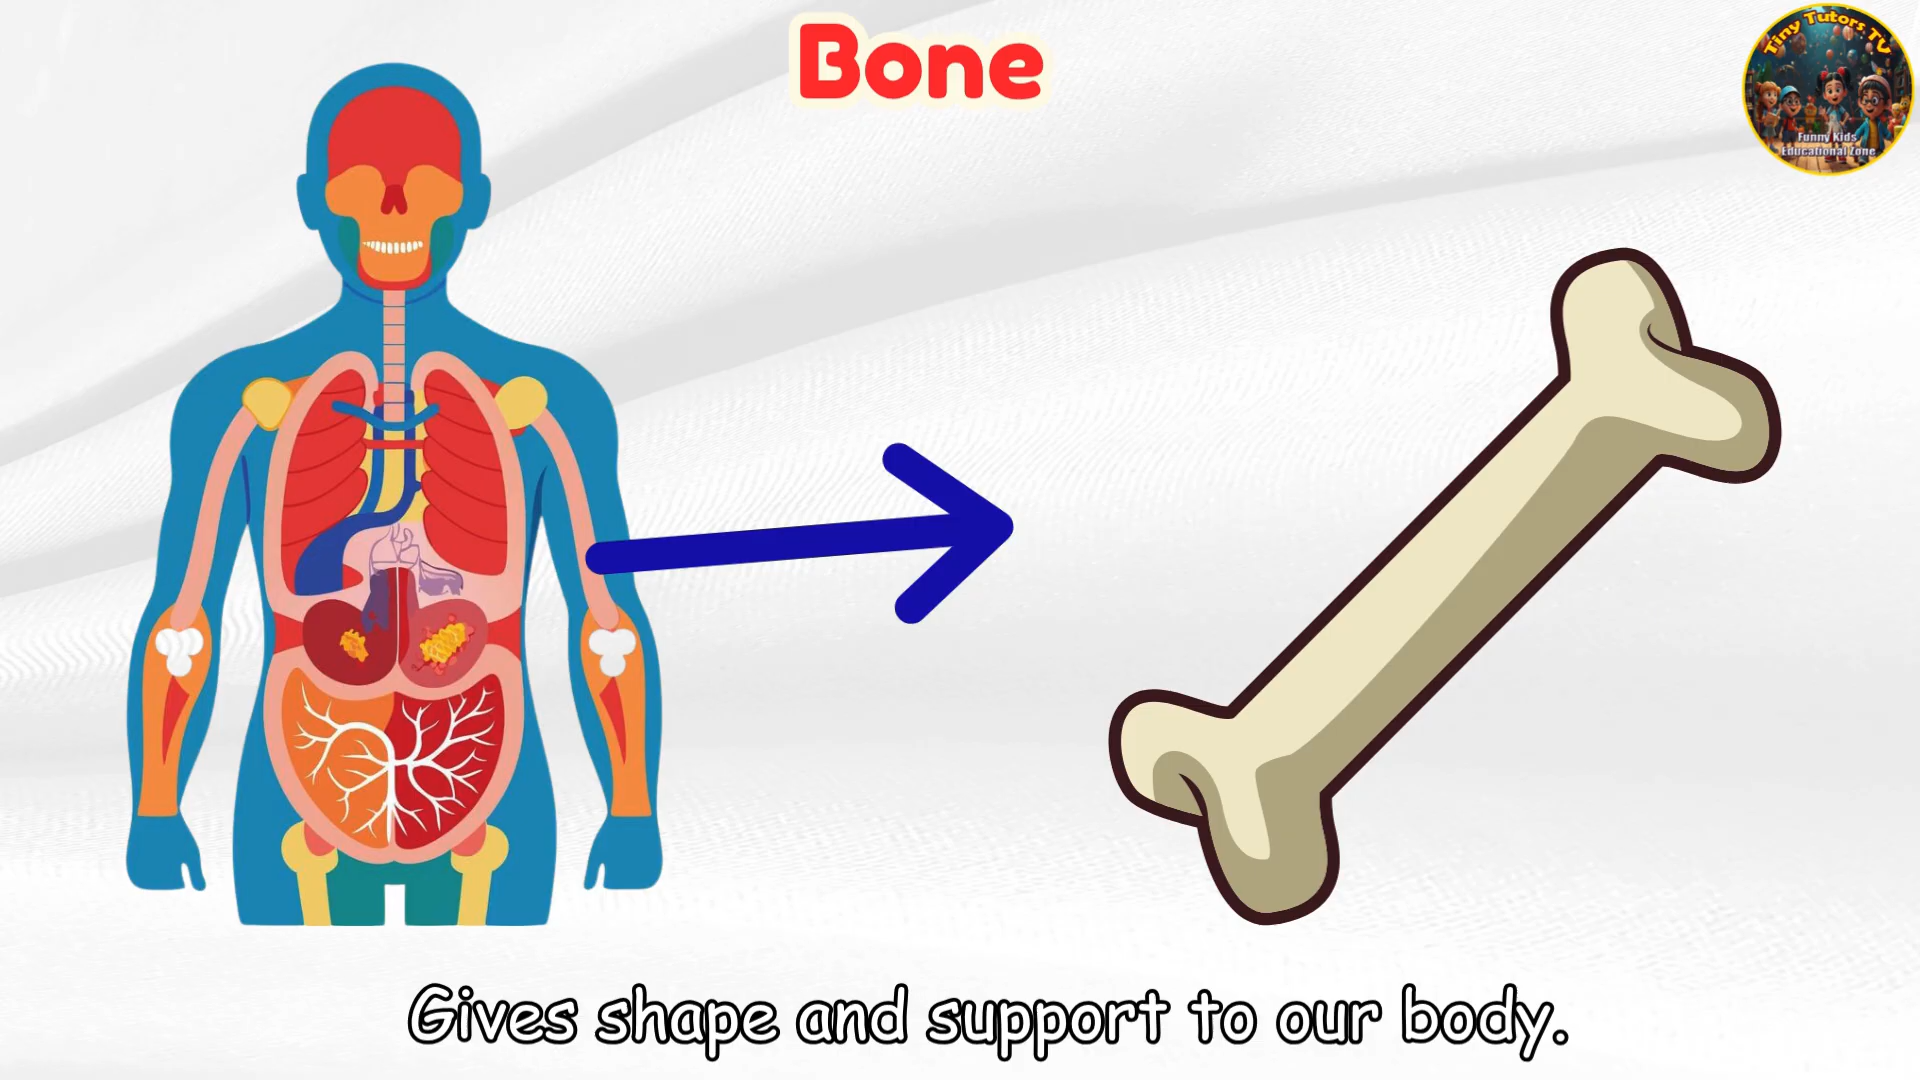 Bone
Tiny Tutors TV
Funny Kids
Educational Zone
Gives shape and support to our body.